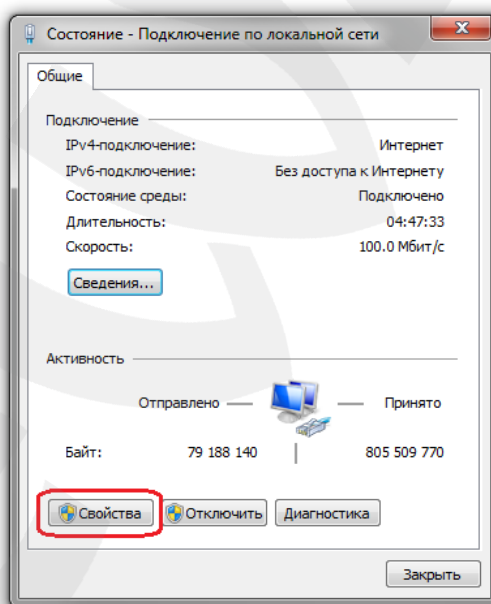 Состояние - Подключение по локальной сети
Общие
Подключение
IPv4-подключение: Интернет
IPv6-подключение: Без доступа к Интернету
Состояние среды: Подключено
Длительность: 04:47:33
Скорость: 100.0 Мбит/с
Сведения...
Активность
Отправлено — — Принято
Байт: 79 188 140 | 805 509 770
Свойства Отключить Диагностика
Закрыть